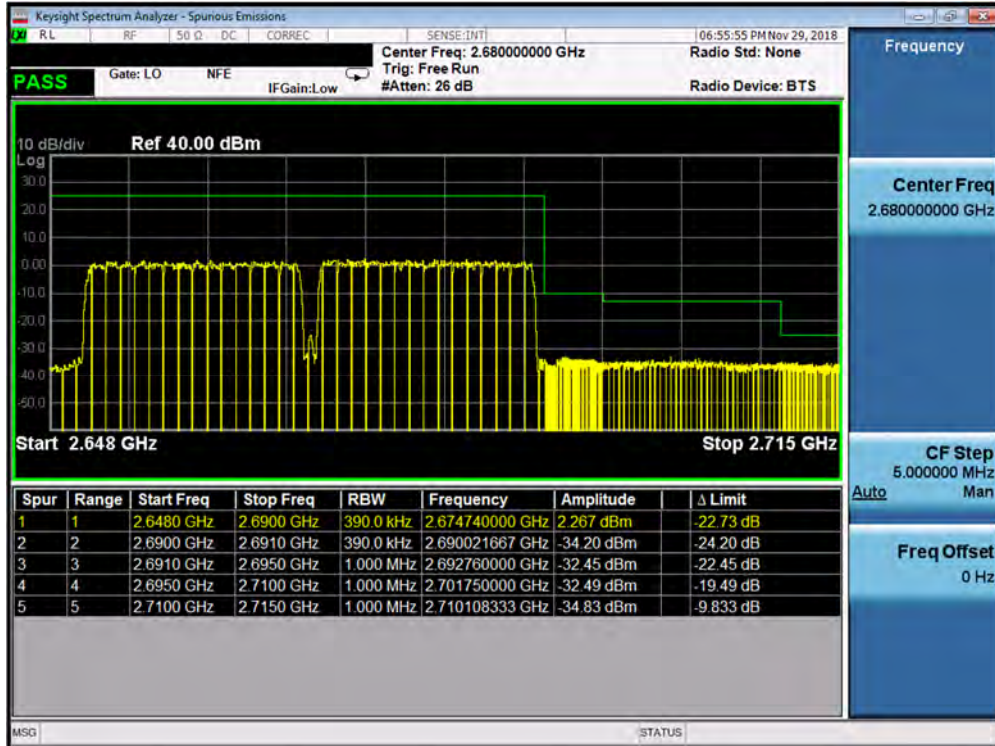 Keysight Spectrum Analyzer - Spurious Emissions
LXI RL RF 50 Ω DC CORREC SENSE:INT 06:55:55 PM Nov 29, 2018
Center Freq: 2.680000000 GHz Radio Std: None
PASS Gate: LO NFE Trig: Free Run
IFGain:Low #Atten: 26 dB Radio Device: BTS
10 dB/div Ref 40.00 dBm
Log
30.0
20.0
10.0
0.00
-10.0
-20.0
-30.0
-40.0
-50.0
Start 2.648 GHz Stop 2.715 GHz
Spur Range Start Freq Stop Freq RBW Frequency Amplitude Δ Limit
1 1 2.6480 GHz 2.6900 GHz 390.0 kHz 2.674740000 GHz 2.267 dBm -22.73 dB
2 2 2.6900 GHz 2.6910 GHz 390.0 kHz 2.690021667 GHz -34.20 dBm -24.20 dB
3 3 2.6910 GHz 2.6950 GHz 1.000 MHz 2.692760000 GHz -32.45 dBm -22.45 dB
4 4 2.6950 GHz 2.7100 GHz 1.000 MHz 2.701750000 GHz -32.49 dBm -19.49 dB
5 5 2.7100 GHz 2.7150 GHz 1.000 MHz 2.710108333 GHz -34.83 dBm -9.833 dB
MSG STATUS
Frequency
Center Freq
2.680000000 GHz
CF Step
5.000000 MHz
Auto Man
Freq Offset
0 Hz